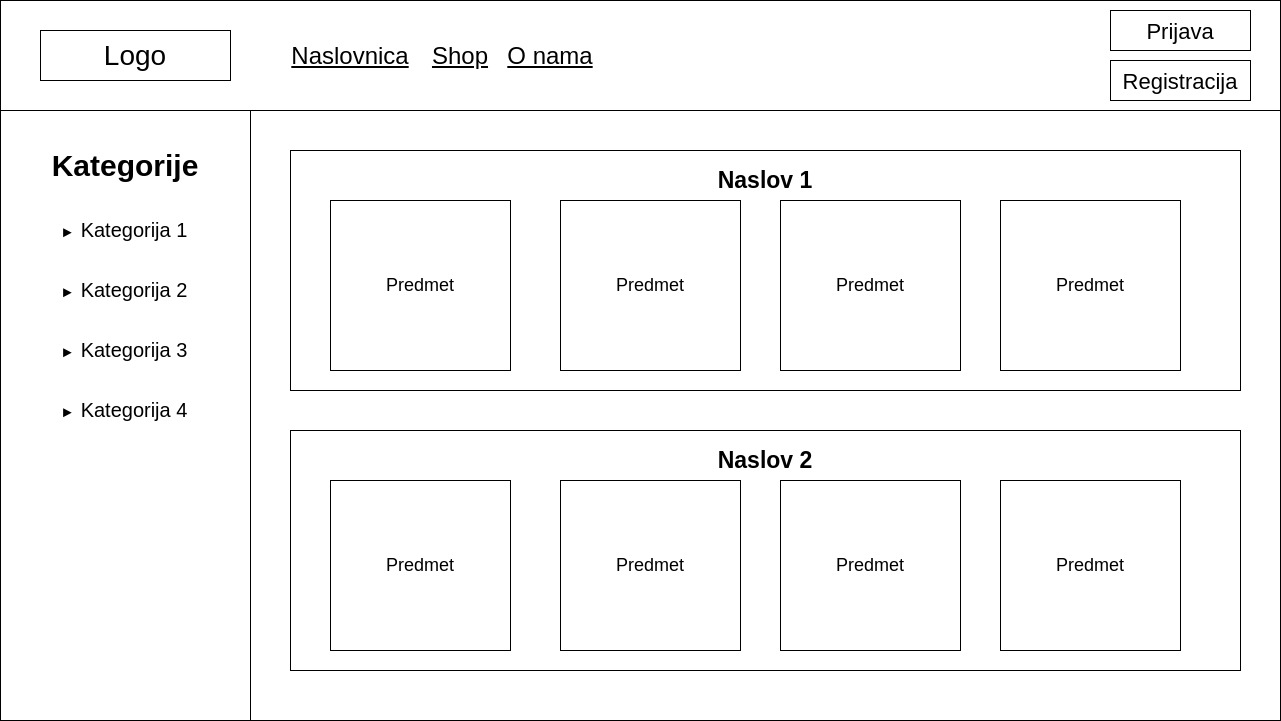 Logo
Naslovnica Shop O nama
Prijava
Registracija
Kategorije
► Kategorija 1
► Kategorija 2
► Kategorija 3
► Kategorija 4
Naslov 1
Predmet Predmet Predmet Predmet
Naslov 2
Predmet Predmet Predmet Predmet